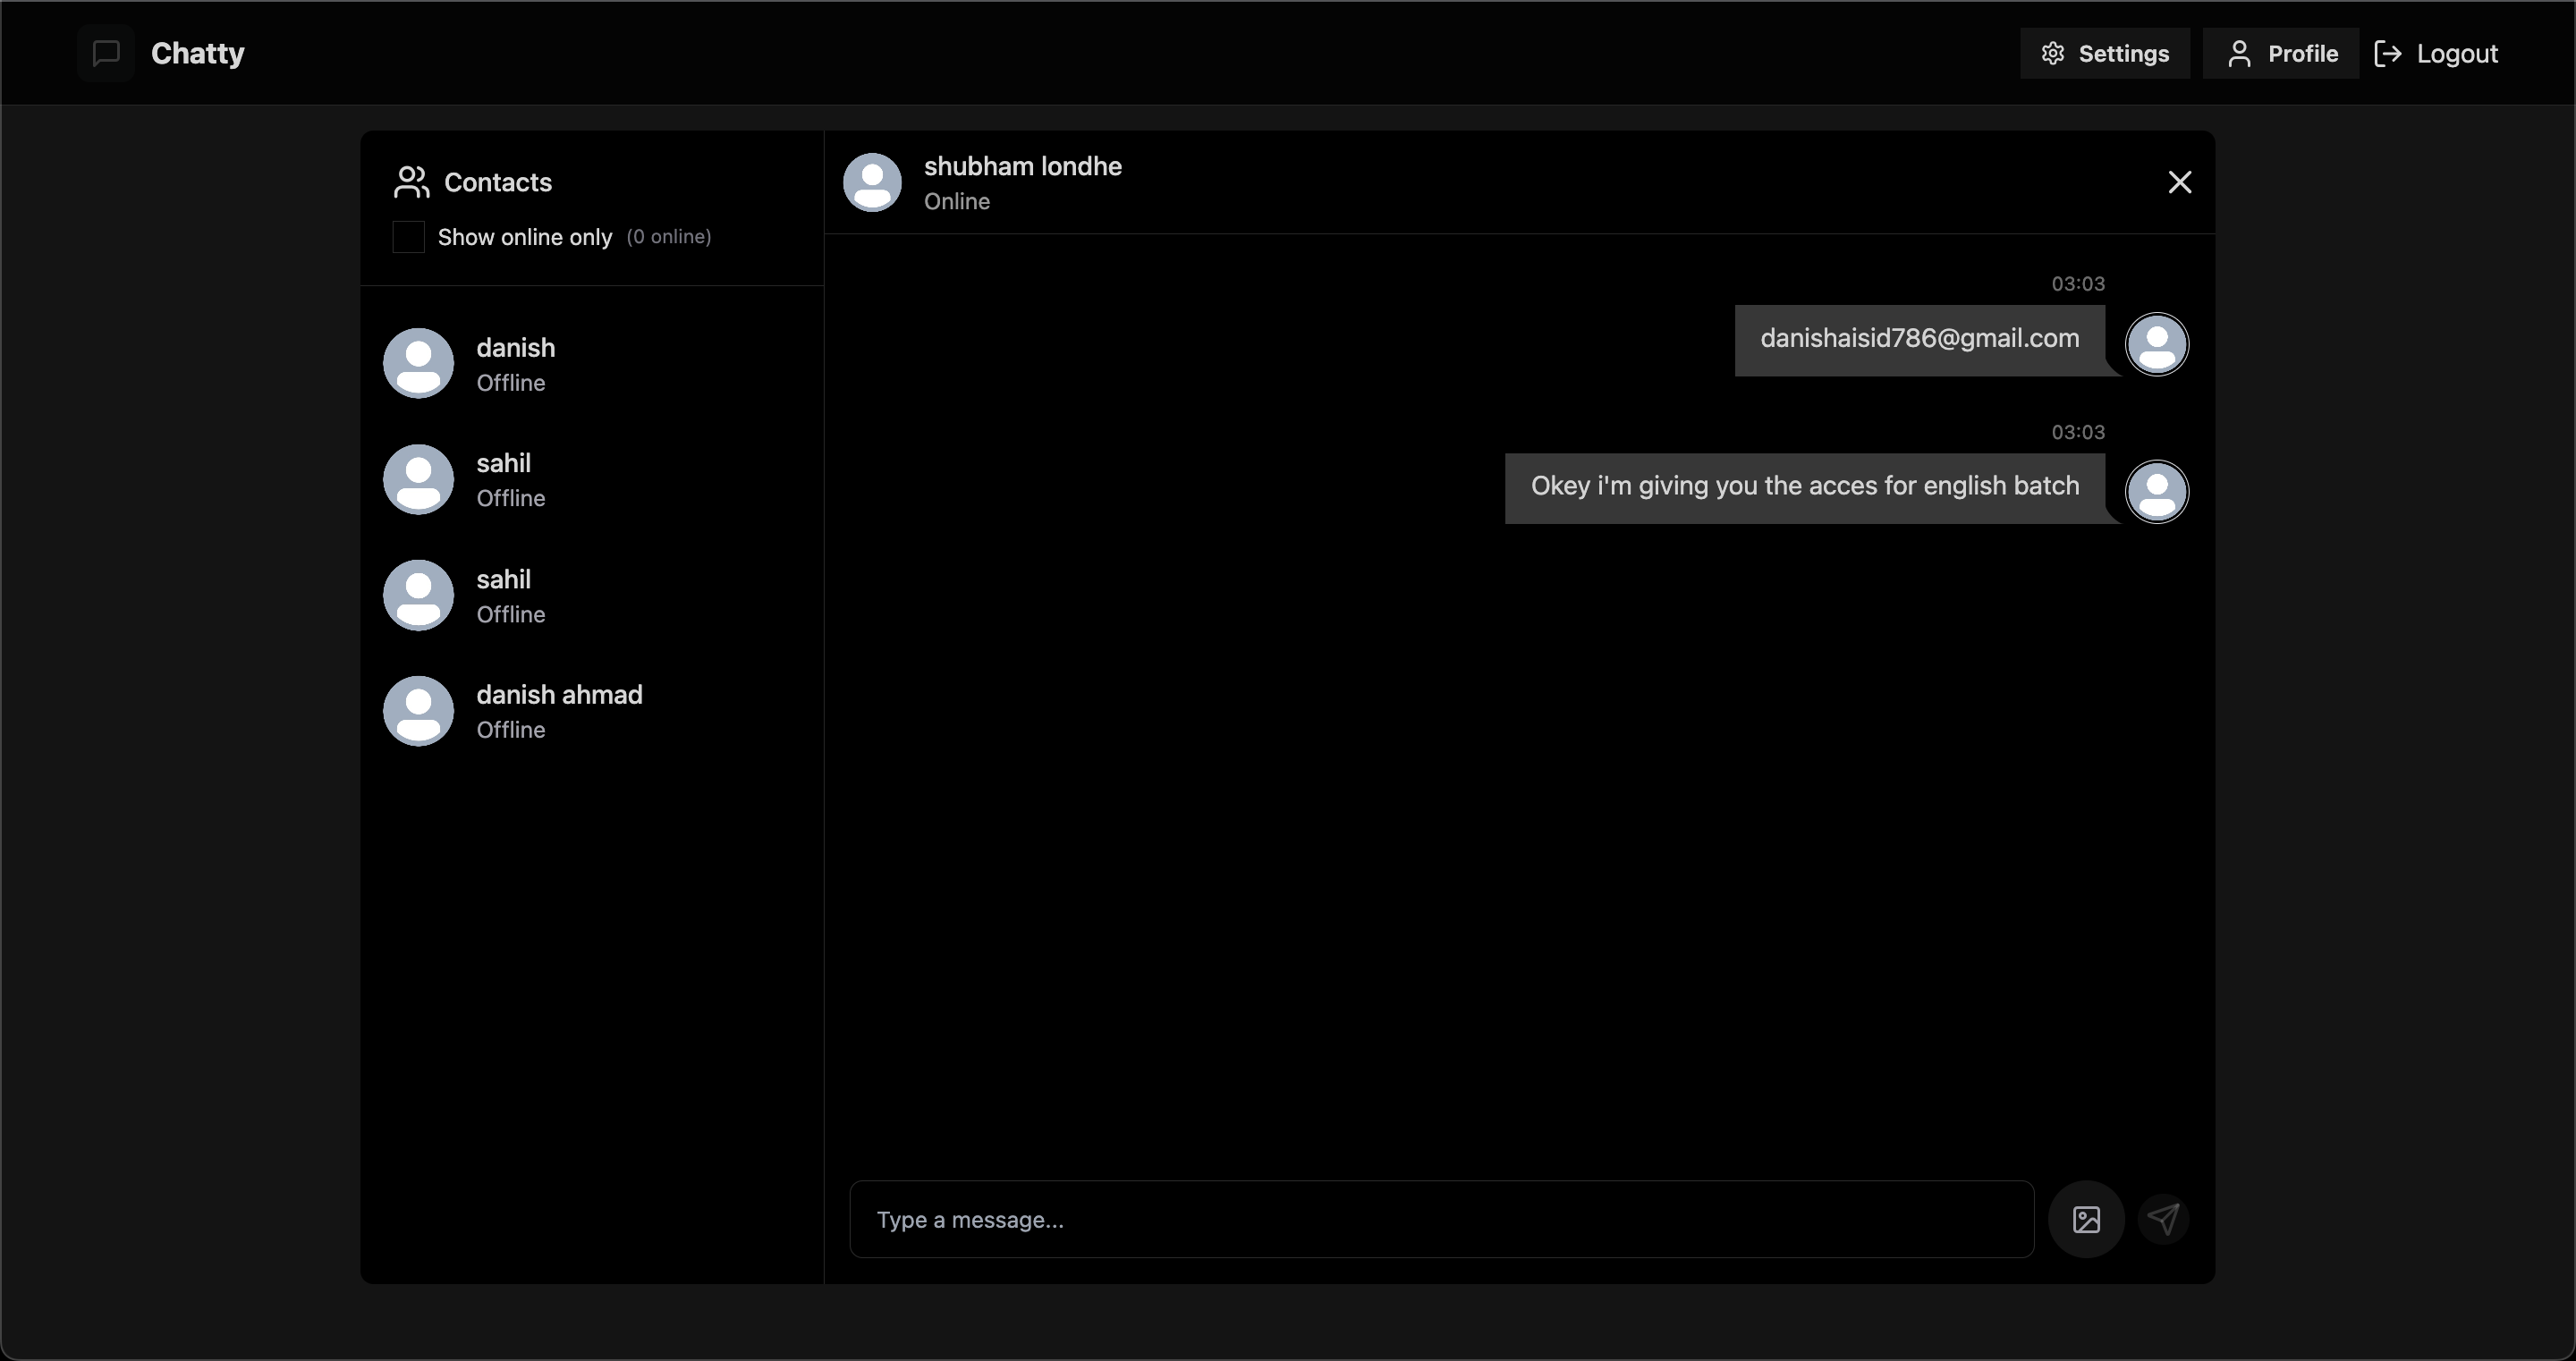 Chatty
Settings
Profile
Logout
Contacts
Show online only (0 online)
danish
Offline
sahil
Offline
sahil
Offline
danish ahmad
Offline
shubham londhe
Online
03:03
danishaisid786@gmail.com
03:03
Okey i'm giving you the acces for english batch
Type a message...